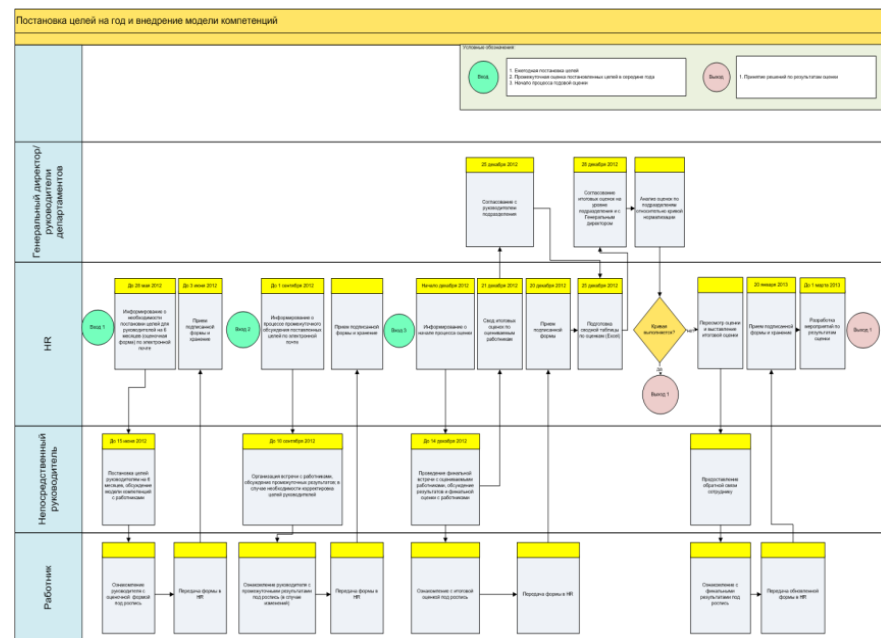 Постановка целей на год и внедрение модели компетенций
Условные обозначения
Вход
1. Ежегодная постановка целей
2. Промежуточная оценка поставленных целей в середине года
3. Начало процесса годовой оценки
Выход
1. Принятие решений по результатам оценки
Генеральный директор/
руководители
департаментов
25 декабря 2012
Согласование с
руководителем
подразделения
28 декабря 2012
Согласование
итоговых оценок на
уровне
подразделения и с
Генеральным
директором
Анализ оценок по
подразделениям
относительно кривой
нормализации
HR
Вход 1
До 20 мая 2012
Информирование о
необходимости
постановки целей для
руководителей на 6
месяцев (оценочная
форма) по электронной
почте
До 3 июня 2012
Прием
подписанной
формы и
хранение
Вход 2
До 1 сентября 2012
Информирование о
процессе промежуточного
обсуждения поставленных
целей по электронной
почте
Прием подписанной
формы и хранение
Вход 3
Начало декабря 2012
Информирование о
начале процесса оценки
21 декабря 2012
Свод итоговых
оценок по
оцениваемым
работникам
20 декабря 2012
Прием
подписанной
формы
25 декабря 2012
Подготовка
сводной таблицы
по оценкам (Excel)
Кривая
выполняется?
нет
да
Выход 1
Пересмотр оценки
и выставление
итоговой оценки
20 января 2013
Прием подписанной
формы и хранение
До 1 марта 2013
Разработка
мероприятий по
результатам
оценки
Выход 1
Непосредственный
руководитель
До 15 июня 2012
Постановка целей
руководителям на 6
месяцев, обсуждение
модели компетенций
с работниками
До 10 сентября 2012
Организация встречи с работниками,
обсуждение промежуточных результатов, в
случае необходимости корректировка
целей руководителей
До 14 декабря 2012
Проведение финальной
встречи с оцениваемыми
работниками, обсуждение
результатов и финальной
оценки с работниками
Предоставление
обратной связи
сотруднику
Работник
Ознакомление
руководителя с
оценочной формой
под роспись
Передача формы в
HR
Ознакомление руководителя с
промежуточными результатами
под роспись (в случае
изменений)
Передача формы в
HR
Ознакомление с итоговой
оценкой под роспись
Передача формы в HR
Ознакомление с
финальными
результатами под
роспись
Передача обновленной
формы в HR